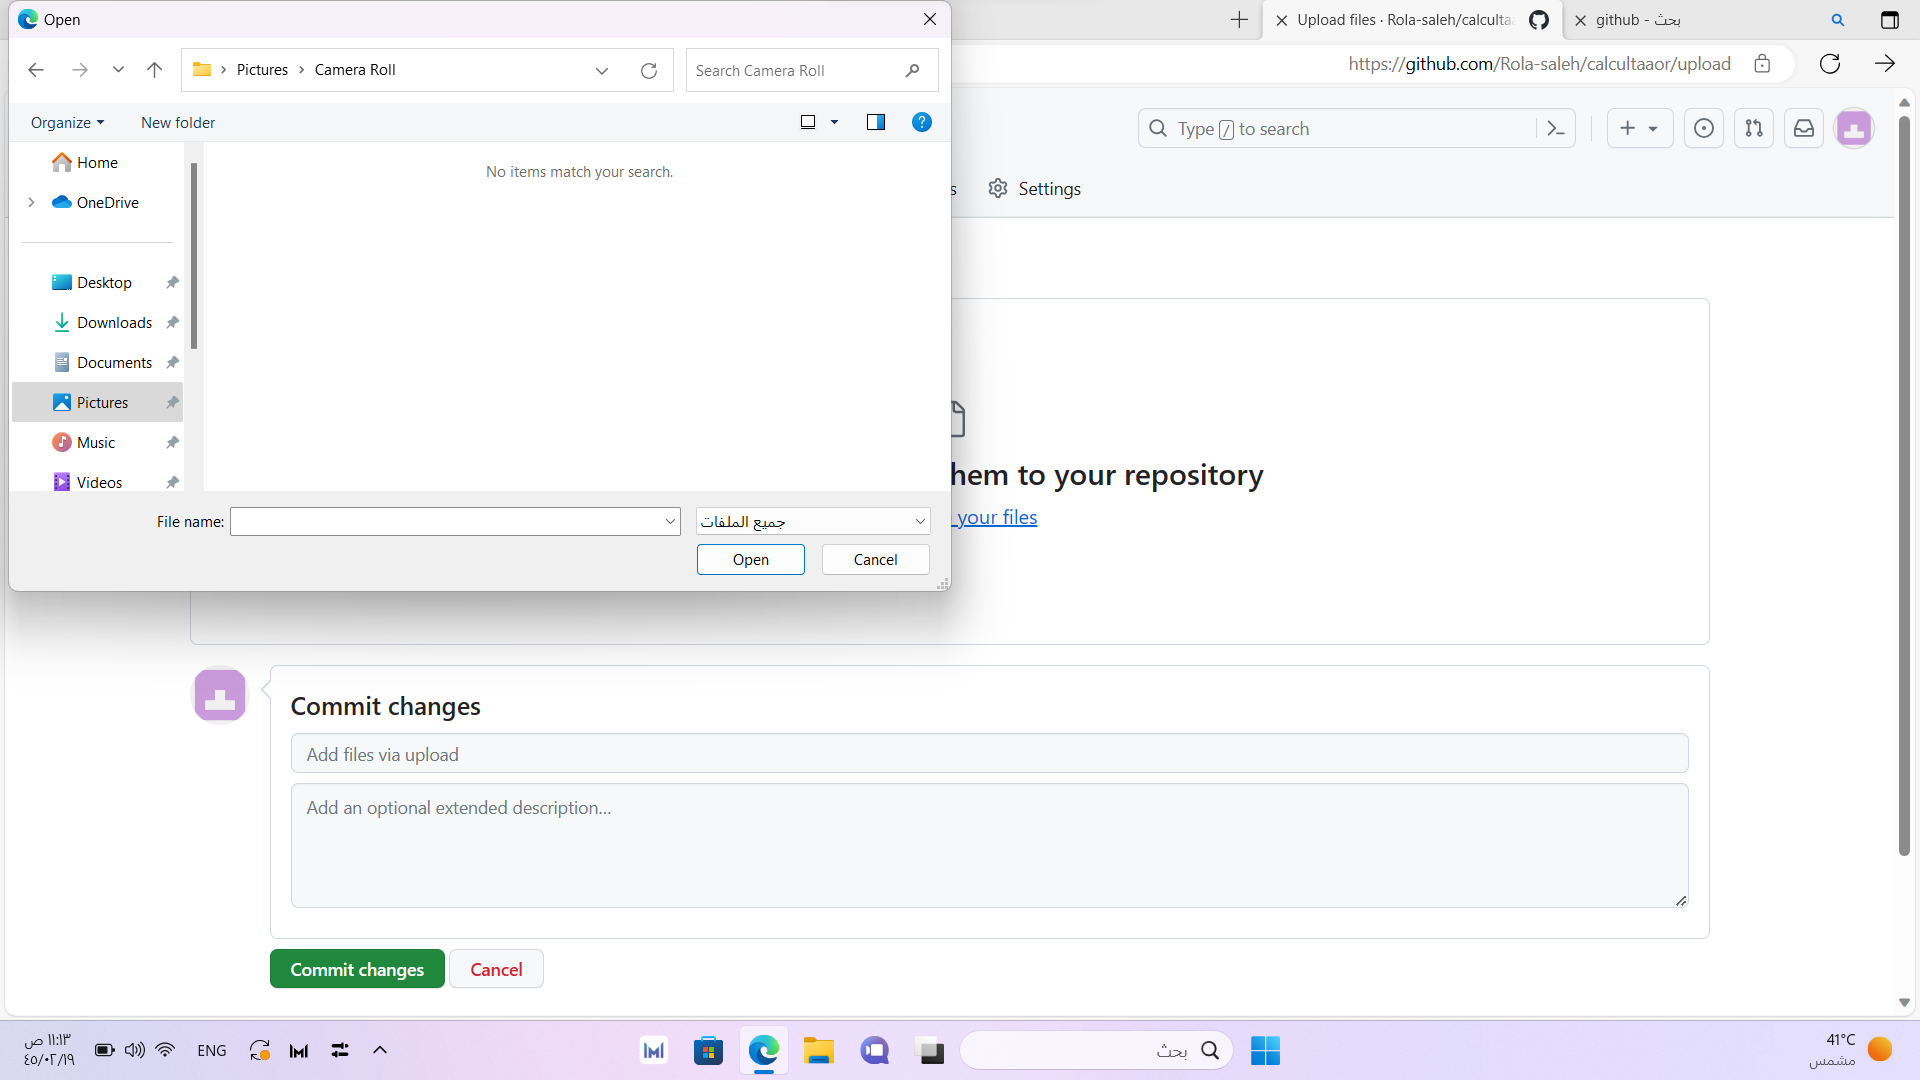 Open
Upload files · Rola-saleh/calcultaa
github - بحث
Pictures
Camera Roll
Search Camera Roll
https://github.com/Rola-saleh/calcultaaor/upload
Organize
New folder
Type / to search
Home
No items match your search.
Settings
OneDrive
Desktop
Downloads
Documents
Pictures
Music
Videos
hem to your repository
your files
File name:
جميع الملفات
Open
Cancel
Commit changes
Add files via upload
Add an optional extended description...
Commit changes
Cancel
١١:١٣ ص
٤٥/٠٢/١٩
ENG
بحث
41°C
مشمس